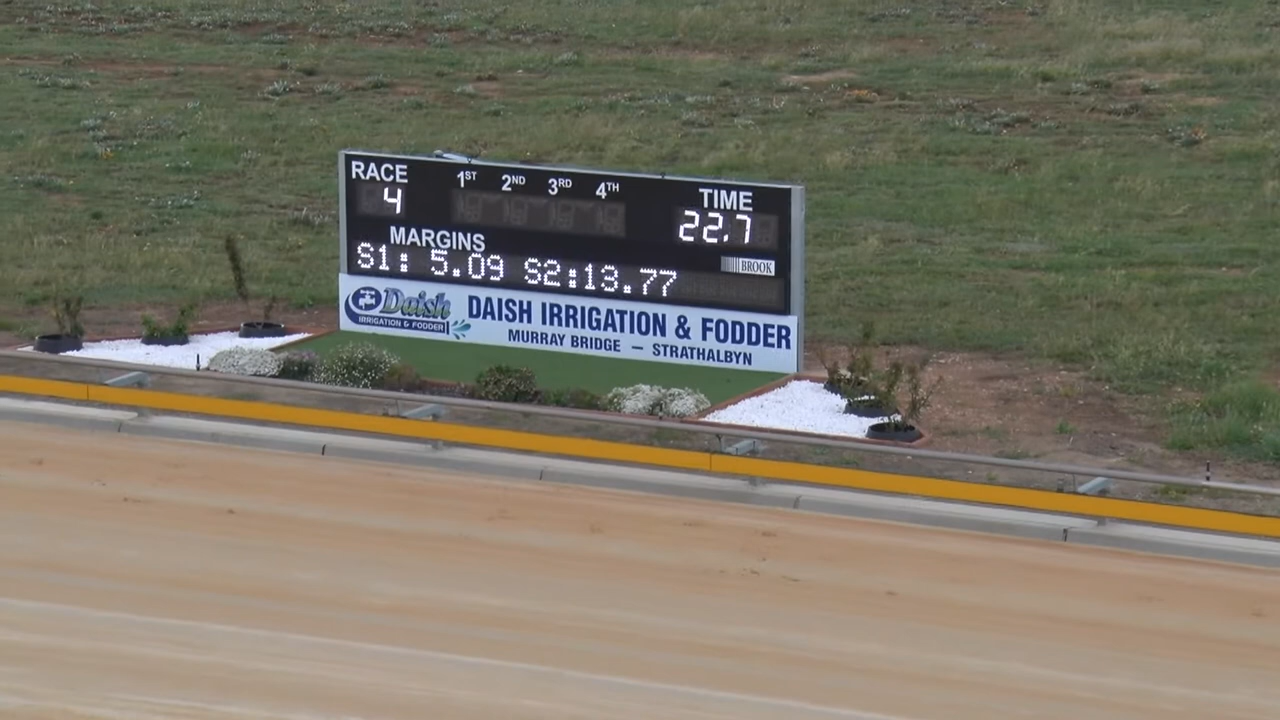 RACE 1ST 2ND 3RD 4TH TIME
4 22.7
MARGINS
S1: 5.09 S2:13.77
BROOK
Daish
IRRIGATION & FODDER
DAISH IRRIGATION & FODDER
MURRAY BRIDGE — STRATHALBYN